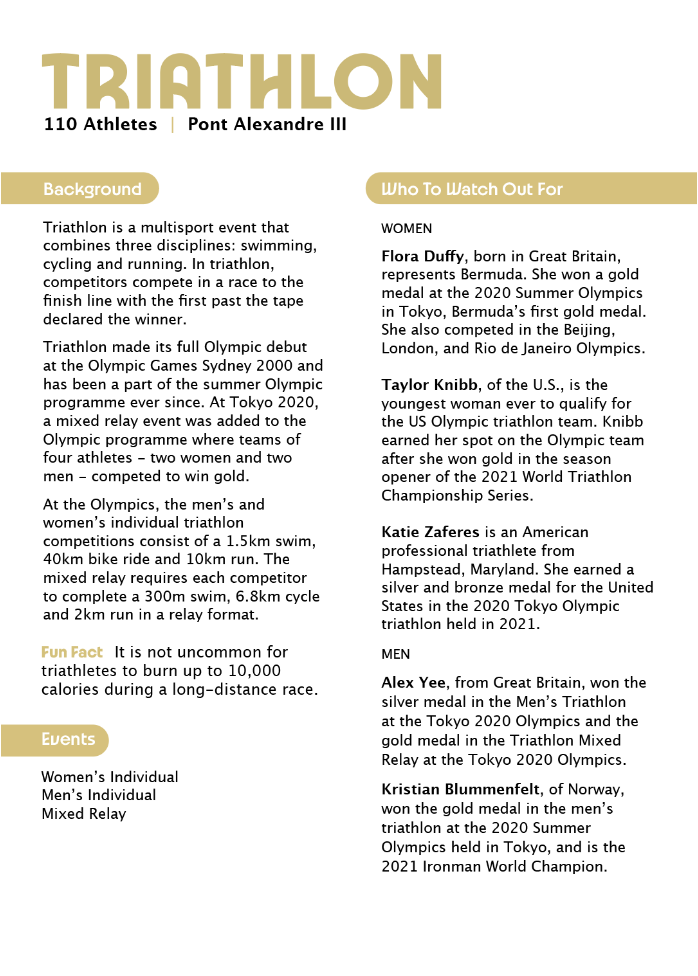 TRIATHLON
110 Athletes | Pont Alexandre III
Background
Triathlon is a multisport event that
combines three disciplines: swimming,
cycling and running. In triathlon,
competitors compete in a race to the
finish line with the first past the tape
declared the winner.
Triathlon made its full Olympic debut
at the Olympic Games Sydney 2000 and
has been a part of the summer Olympic
programme ever since. At Tokyo 2020,
a mixed relay event was added to the
Olympic programme where teams of
four athletes – two women and two
men – competed to win gold.
At the Olympics, the men's and
women's individual triathlon
competitions consist of a 1.5km swim,
40km bike ride and 10km run. The
mixed relay requires each competitor
to complete a 300m swim, 6.8km cycle
and 2km run in a relay format.
Fun Fact It is not uncommon for
triathletes to burn up to 10,000
calories during a long-distance race.
Events
Women's Individual
Men's Individual
Mixed Relay
Who To Watch Out For
WOMEN
Flora Duffy, born in Great Britain,
represents Bermuda. She won a gold
medal at the 2020 Summer Olympics
in Tokyo, Bermuda's first gold medal.
She also competed in the Beijing,
London, and Rio de Janeiro Olympics.
Taylor Knibb, of the U.S., is the
youngest woman ever to qualify for
the US Olympic triathlon team. Knibb
earned her spot on the Olympic team
after she won gold in the season
opener of the 2021 World Triathlon
Championship Series.
Katie Zaferes is an American
professional triathlete from
Hampstead, Maryland. She earned a
silver and bronze medal for the United
States in the 2020 Tokyo Olympic
triathlon held in 2021.
MEN
Alex Yee, from Great Britain, won the
silver medal in the Men's Triathlon
at the Tokyo 2020 Olympics and the
gold medal in the Triathlon Mixed
Relay at the Tokyo 2020 Olympics.
Kristian Blummenfelt, of Norway,
won the gold medal in the men's
triathlon at the 2020 Summer
Olympics held in Tokyo, and is the
2021 Ironman World Champion.